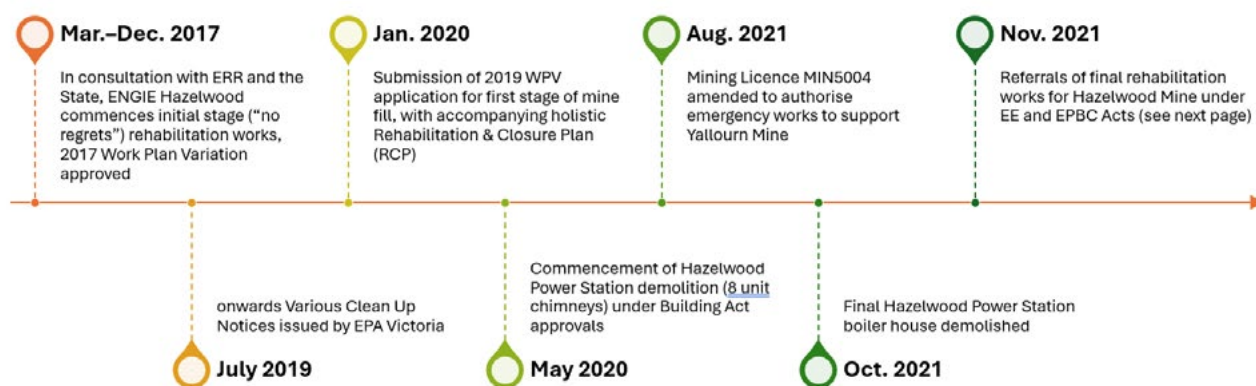 Mar.–Dec. 2017
In consultation with ERR and the
State, ENGIE Hazelwood
commences initial stage (“no
regrets”) rehabilitation works,
2017 Work Plan Variation
approved
onwards Various Clean Up
Notices issued by EPA Victoria
July 2019
Jan. 2020
Submission of 2019 WPV
application for first stage of mine
fill, with accompanying holistic
Rehabilitation & Closure Plan
(RCP)
Commencement of Hazelwood
Power Station demolition (8 unit
chimneys) under Building Act
approvals
May 2020
Aug. 2021
Mining Licence MIN5004
amended to authorise
emergency works to support
Yallourn Mine
Final Hazelwood Power Station
boiler house demolished
Oct. 2021
Nov. 2021
Referrals of final rehabilitation
works for Hazelwood Mine under
EE and EPBC Acts (see next page)